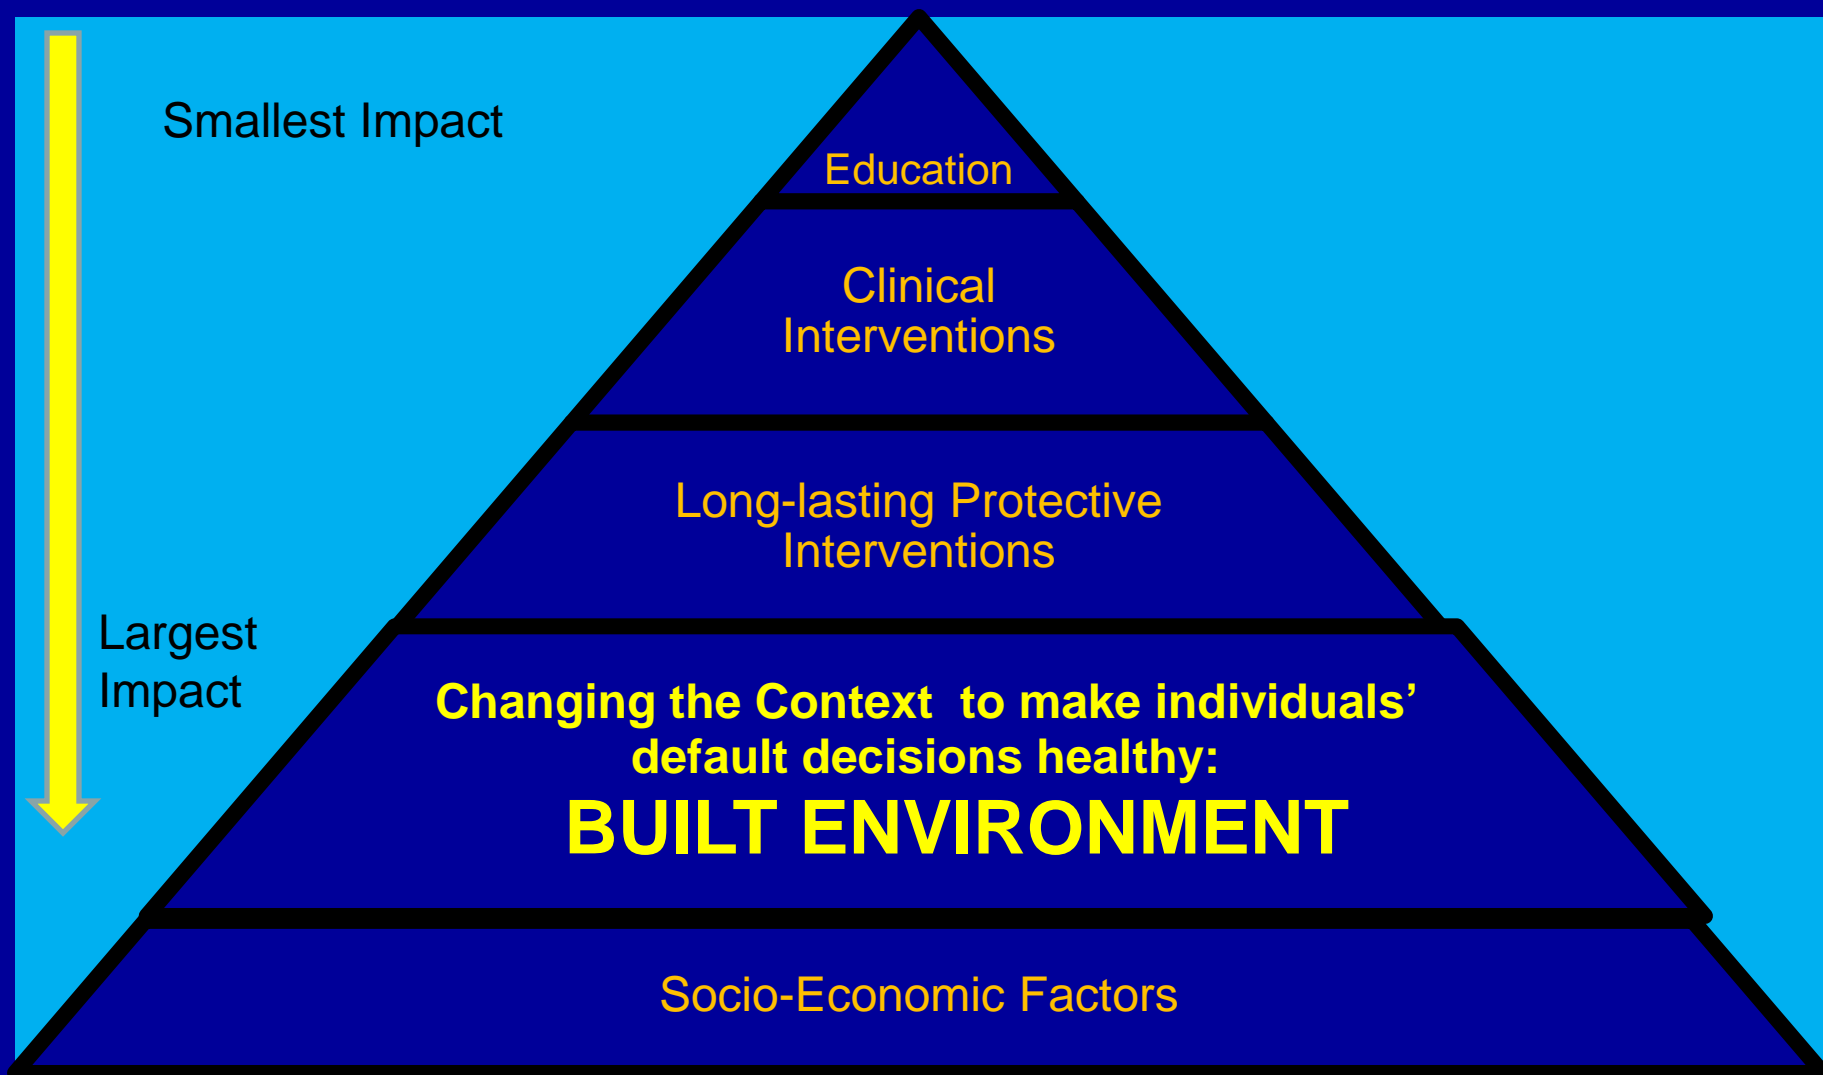 Smallest Impact
Education
Clinical
Interventions
Long-lasting Protective
Interventions
Largest
Impact
Changing the Context  to make individuals’
default decisions healthy:
BUILT ENVIRONMENT
Socio-Economic Factors